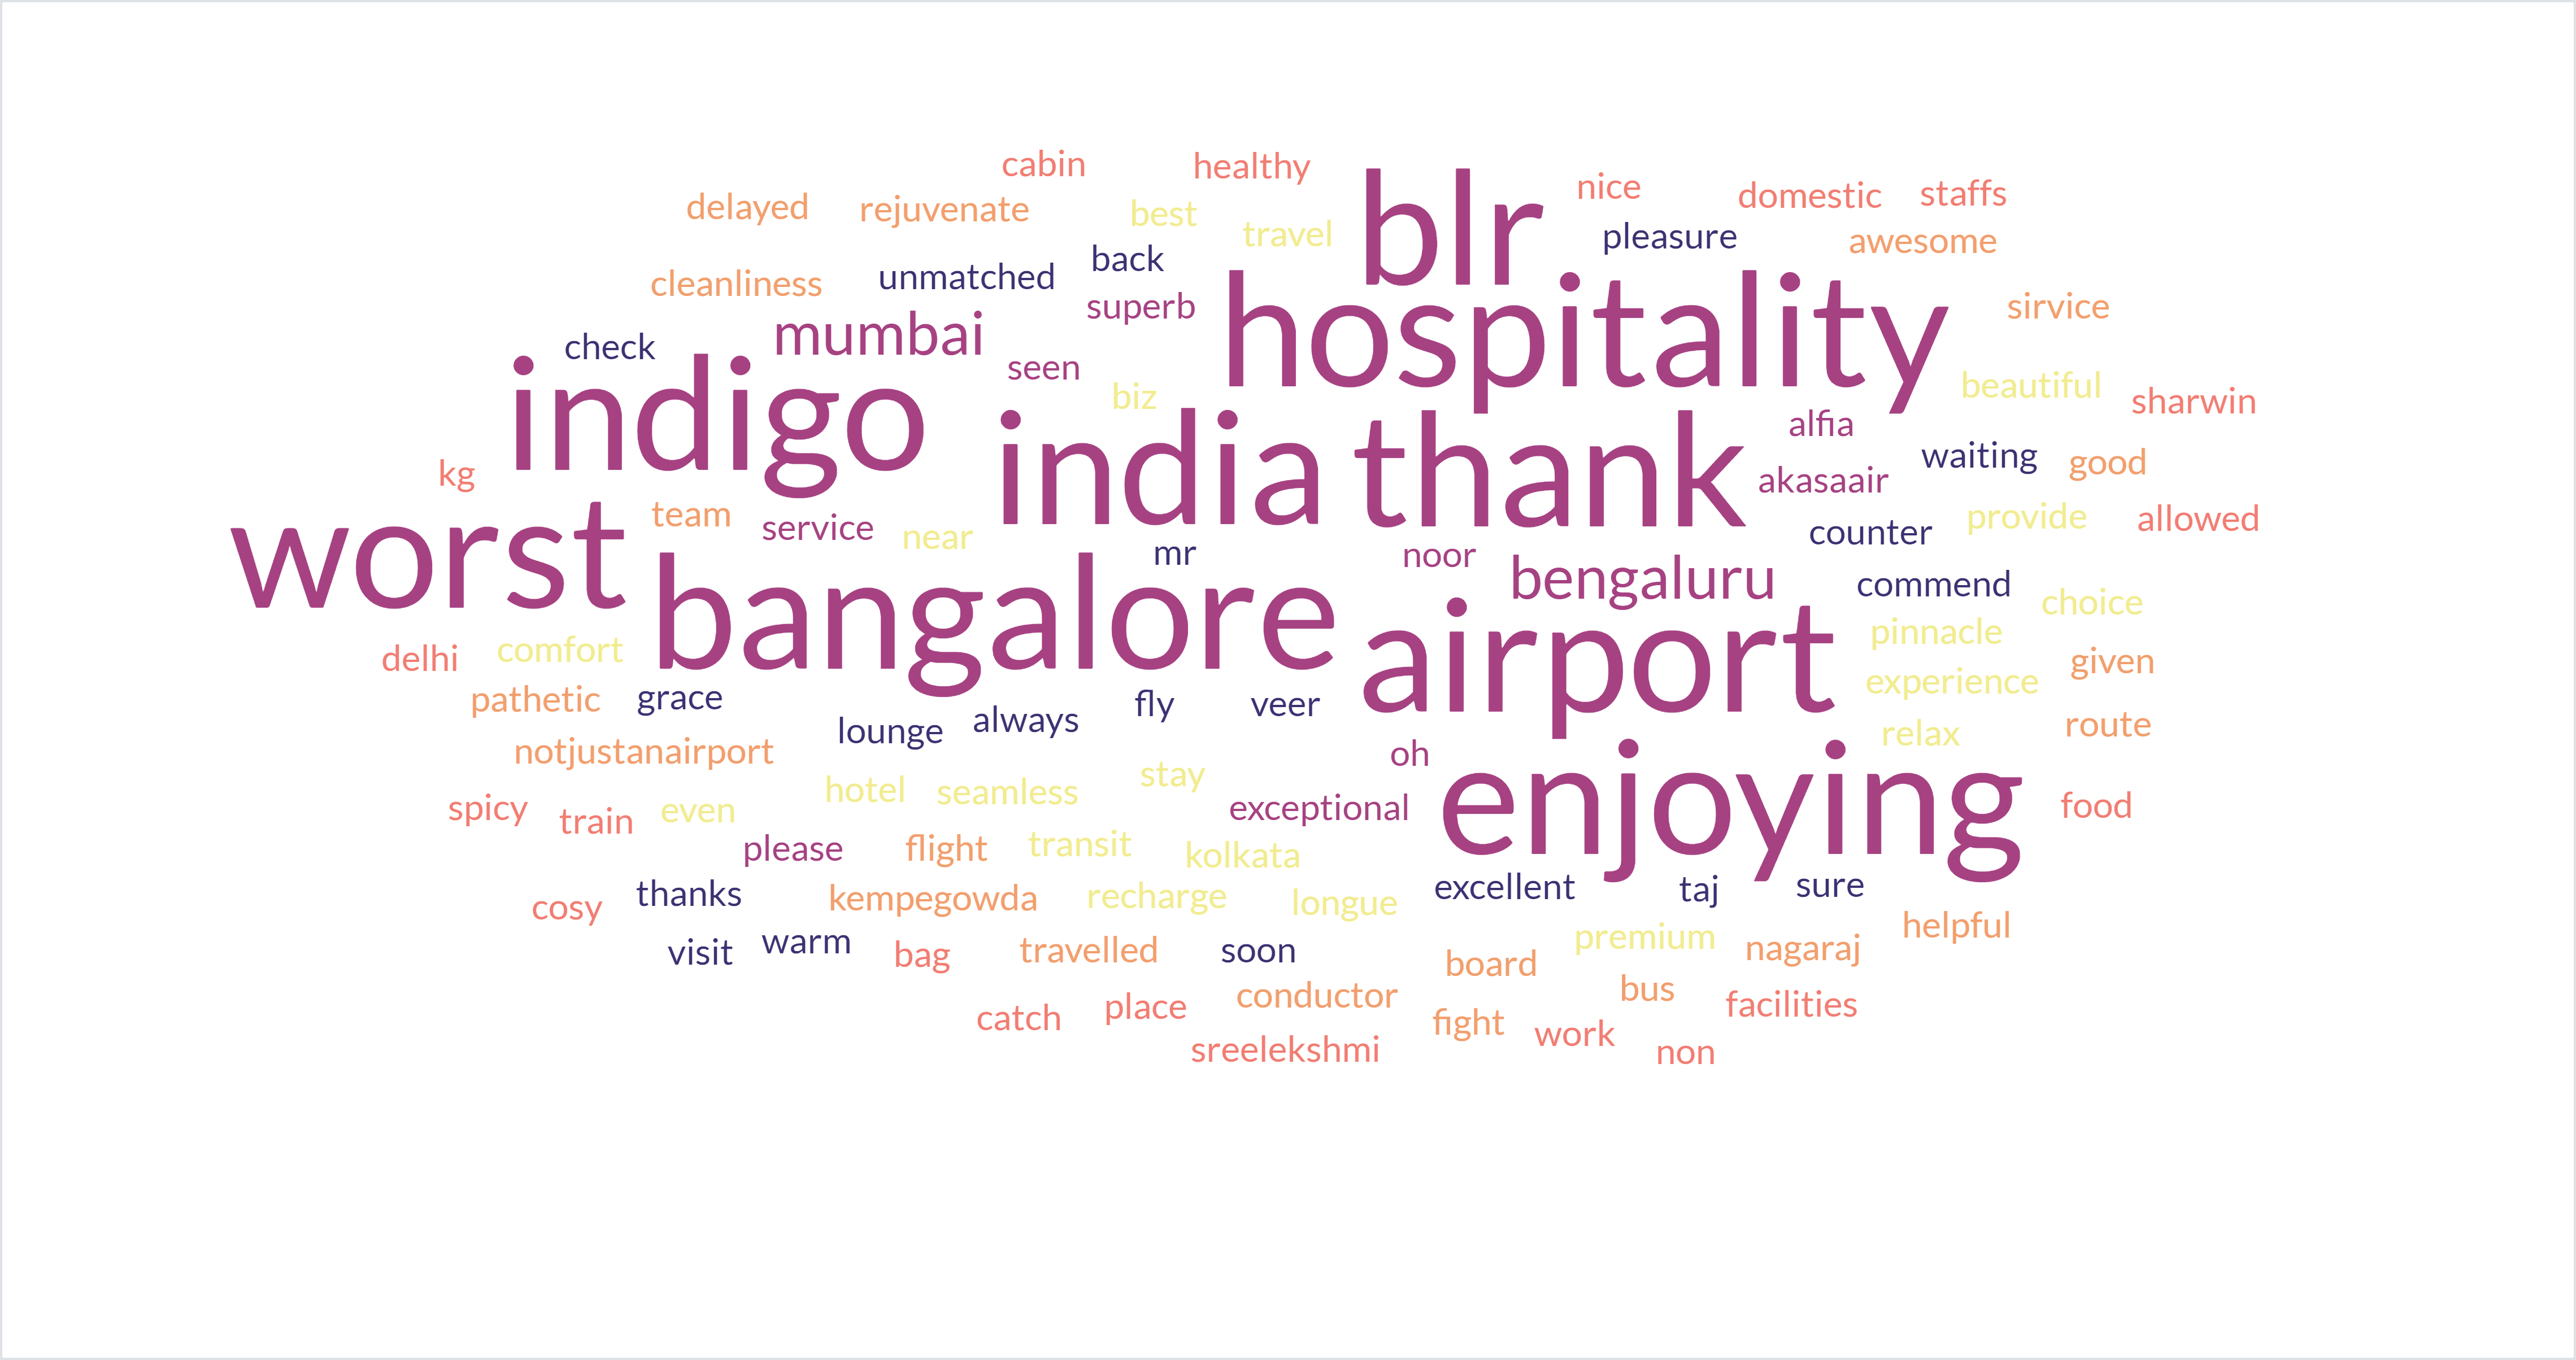 cabin healthy
delayed rejuvenate best travel blr nice domestic staffs
pleasure awesome
cleanliness unmatched back superb hospitality sirvice
check mumbai seen biz beautiful sharwin
indigo india thank alfia waiting good
kg akasaair
worst team service near mr noor counter provide allowed
bangalore bengaluru commend choice
delhi comfort airport pinnacle given
pathetic grace lounge always fly veer experience
notjustanairport oh relax route
spicy train even hotel seamless stay exceptional enjoying food
please flight transit kolkata
cosy thanks kempegowda recharge longue excellent taj sure helpful
visit warm bag travelled soon board premium nagaraj
catch place conductor fight bus facilities
sreelekshmi work non